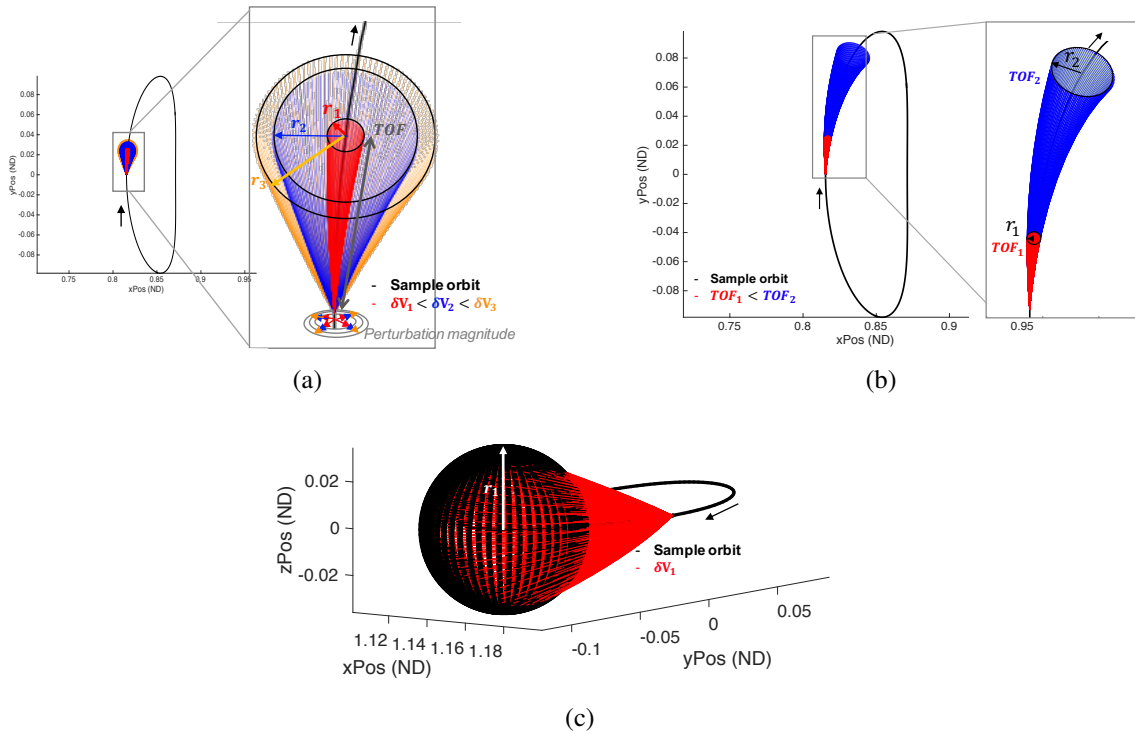 0.08
0.06
0.04
0.02
0
-0.02
-0.04
-0.06
-0.08
yPos (ND)
0.75
0.8
0.85
0.9
0.95
xPos (ND)
r₁
r₂
r₃
TOF
- Sample orbit
- δV₁ < δV₂ < δV₃
Perturbation magnitude
(a)
0.08
0.06
0.04
0.02
0
-0.02
-0.04
-0.06
-0.08
yPos (ND)
0.75
0.8
0.85
0.9
0.95
xPos (ND)
- Sample orbit
- TOF₁ < TOF₂
r₂
TOF₂
r₁
TOF₁
(b)
0.02
0
-0.02
zPos (ND)
r₁
- Sample orbit
- δV₁
1.12
1.14
1.16
1.18
xPos (ND)
-0.1
-0.05
0
0.05
yPos (ND)
(c)